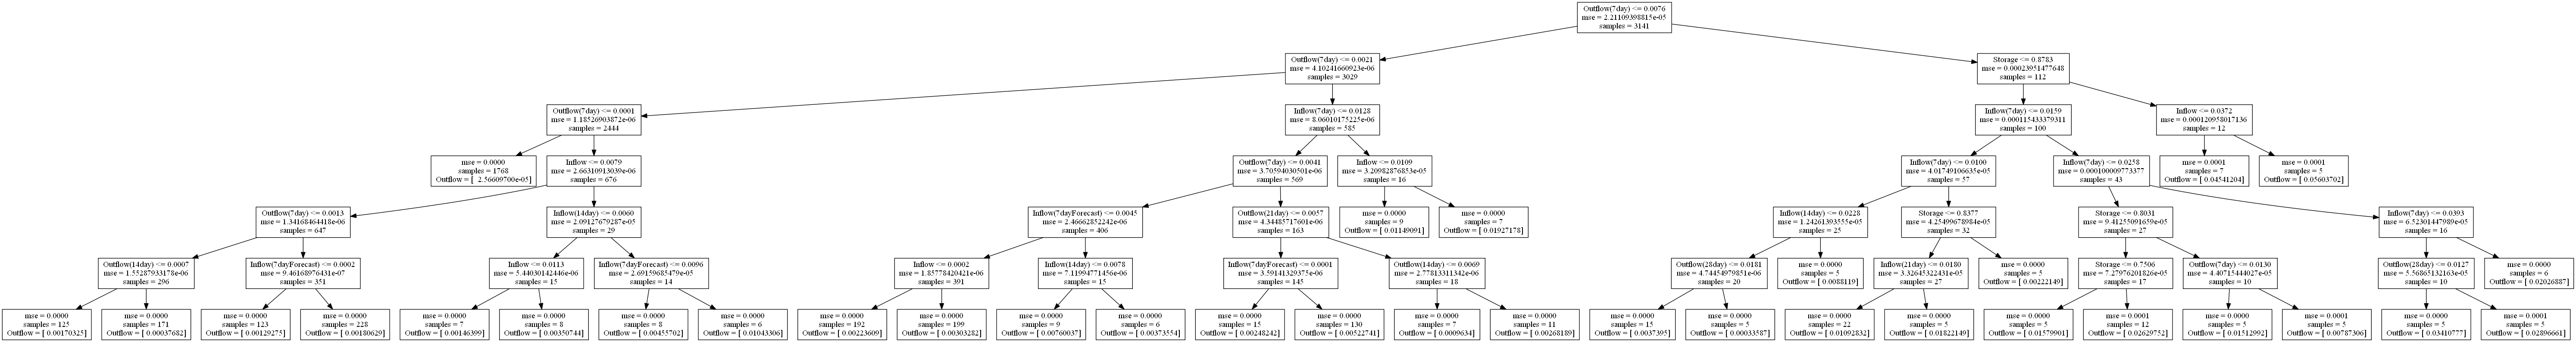 Outflow(7day) <= 0.0076
mse = 2.21109398815e-05
samples = 3141
Outflow(7day) <= 0.0021
mse = 4.10241660923e-06
samples = 3029
Storage <= 0.8783
mse = 0.00023951477648
samples = 112
Outflow(7day) <= 0.0001
mse = 1.18526903872e-06
samples = 2444
Inflow(7day) <= 0.0128
mse = 8.06010175225e-06
samples = 585
Inflow(7day) <= 0.0159
mse = 0.000115433379311
samples = 100
Inflow <= 0.0372
mse = 0.000120958017136
samples = 12
mse = 0.0000
samples = 1768
Outflow = [  2.56609700e-05]
Inflow <= 0.0079
mse = 2.66310913039e-06
samples = 676
Outflow(7day) <= 0.0041
mse = 3.70594030501e-06
samples = 569
Inflow <= 0.0109
mse = 3.20982876853e-05
samples = 16
Inflow(7day) <= 0.0100
mse = 4.01749106635e-05
samples = 57
Inflow(7day) <= 0.0258
mse = 0.000100009773377
samples = 43
mse = 0.0001
samples = 7
Outflow = [ 0.04541204]
mse = 0.0001
samples = 5
Outflow = [ 0.05603702]
Outflow(7day) <= 0.0013
mse = 1.34168464418e-06
samples = 647
Inflow(14day) <= 0.0060
mse = 2.09127679287e-05
samples = 29
Inflow(7dayForecast) <= 0.0045
mse = 2.46662852242e-06
samples = 406
Outflow(21day) <= 0.0057
mse = 4.34485717601e-06
samples = 163
mse = 0.0000
samples = 9
Outflow = [ 0.01149091]
mse = 0.0000
samples = 7
Outflow = [ 0.01927178]
Inflow(14day) <= 0.0228
mse = 1.24261393555e-05
samples = 25
Storage <= 0.8377
mse = 4.25499678984e-05
samples = 32
Storage <= 0.8031
mse = 9.41255091659e-05
samples = 27
Inflow(7day) <= 0.0393
mse = 6.52301447989e-05
samples = 16
Outflow(14day) <= 0.0007
mse = 1.55287933178e-06
samples = 296
Inflow(7dayForecast) <= 0.0002
mse = 9.46168976431e-07
samples = 351
Inflow <= 0.0113
mse = 5.44030142446e-06
samples = 15
Inflow(7dayForecast) <= 0.0096
mse = 2.69159685479e-05
samples = 14
Inflow <= 0.0002
mse = 1.85778420421e-06
samples = 391
Inflow(14day) <= 0.0078
mse = 7.11994771456e-06
samples = 15
Inflow(7dayForecast) <= 0.0001
mse = 3.59141329375e-06
samples = 145
Outflow(14day) <= 0.0069
mse = 2.77813311342e-06
samples = 18
Outflow(28day) <= 0.0181
mse = 4.74454979851e-06
samples = 20
mse = 0.0000
samples = 5
Outflow = [ 0.0088119]
Inflow(21day) <= 0.0180
mse = 3.32645322431e-05
samples = 27
mse = 0.0000
samples = 5
Outflow = [ 0.00222149]
Storage <= 0.7506
mse = 7.27976201826e-05
samples = 17
Outflow(7day) <= 0.0130
mse = 4.40715444027e-05
samples = 10
Outflow(28day) <= 0.0127
mse = 5.56865132163e-05
samples = 10
mse = 0.0000
samples = 6
Outflow = [ 0.02026887]
mse = 0.0000
samples = 125
Outflow = [ 0.00170325]
mse = 0.0000
samples = 171
Outflow = [ 0.00037682]
mse = 0.0000
samples = 123
Outflow = [ 0.00129275]
mse = 0.0000
samples = 228
Outflow = [ 0.00180629]
mse = 0.0000
samples = 7
Outflow = [ 0.00146399]
mse = 0.0000
samples = 8
Outflow = [ 0.00350744]
mse = 0.0000
samples = 8
Outflow = [ 0.00455702]
mse = 0.0000
samples = 6
Outflow = [ 0.01043306]
mse = 0.0000
samples = 192
Outflow = [ 0.00223609]
mse = 0.0000
samples = 199
Outflow = [ 0.00303282]
mse = 0.0000
samples = 9
Outflow = [ 0.00760037]
mse = 0.0000
samples = 6
Outflow = [ 0.00373554]
mse = 0.0000
samples = 15
Outflow = [ 0.00248242]
mse = 0.0000
samples = 130
Outflow = [ 0.00522741]
mse = 0.0000
samples = 7
Outflow = [ 0.0009634]
mse = 0.0000
samples = 11
Outflow = [ 0.00268189]
mse = 0.0000
samples = 15
Outflow = [ 0.0037395]
mse = 0.0000
samples = 5
Outflow = [ 0.00033587]
mse = 0.0000
samples = 22
Outflow = [ 0.01092832]
mse = 0.0000
samples = 5
Outflow = [ 0.01822149]
mse = 0.0000
samples = 5
Outflow = [ 0.01579901]
mse = 0.0001
samples = 12
Outflow = [ 0.02629752]
mse = 0.0000
samples = 5
Outflow = [ 0.01512992]
mse = 0.0001
samples = 5
Outflow = [ 0.00787306]
mse = 0.0000
samples = 5
Outflow = [ 0.03410777]
mse = 0.0001
samples = 5
Outflow = [ 0.02896661]